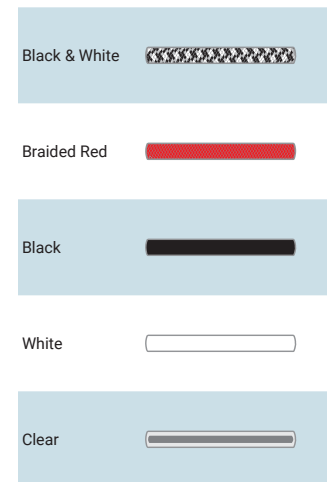 Black & White
Braided Red
Black
White
Clear